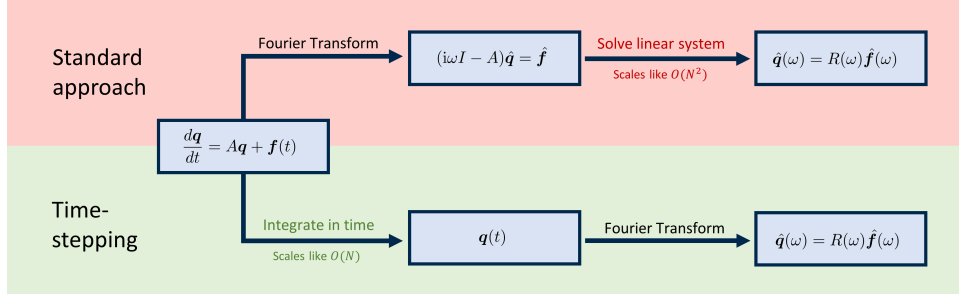 Standard
approach
Fourier Transform
(iωI − A)q̂ = f̂
Solve linear system
Scales like O(N²)
q̂(ω) = R(ω)f̂(ω)
dq/dt = Aq + f(t)
Time-
stepping
Integrate in time
Scales like O(N)
q(t)
Fourier Transform
q̂(ω) = R(ω)f̂(ω)